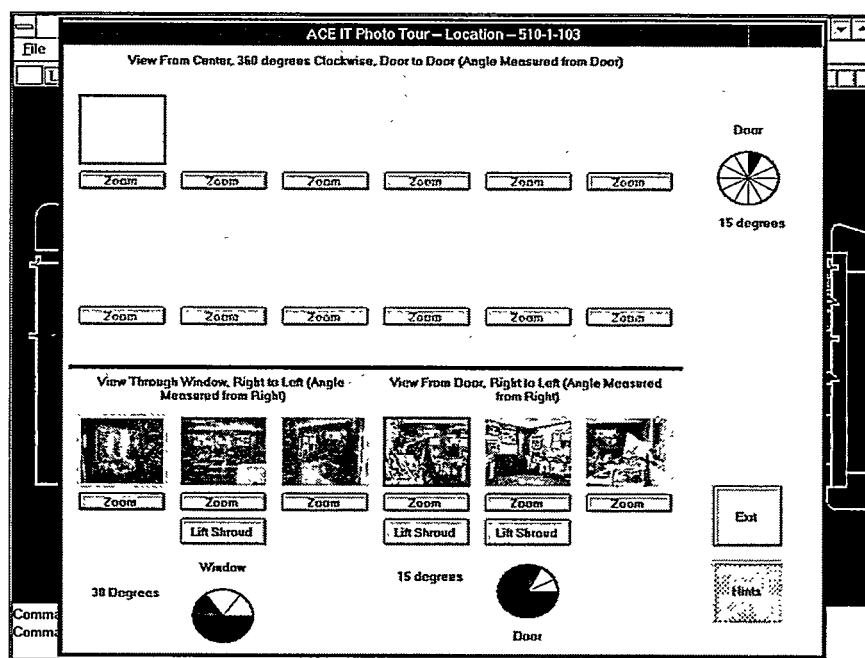 ACE IT Photo Tour – Location – 510-1-103
File
View From Center, 360 degrees Clockwise, Door to Door (Angle Measured from Door)
Door
Zoom Zoom Zoom Zoom Zoom Zoom
15 degrees
Zoom Zoom Zoom Zoom Zoom Zoom
View Through Window, Right to Left (Angle
Measured from Right)
View From Door, Right to Left (Angle Measured
from Right)
Zoom Zoom Zoom Zoom Zoom Zoom
Lift Shroud Lift Shroud Lift Shroud
Exit
Window
30 Degrees
15 degrees
Hints
Door
Comma
Comma